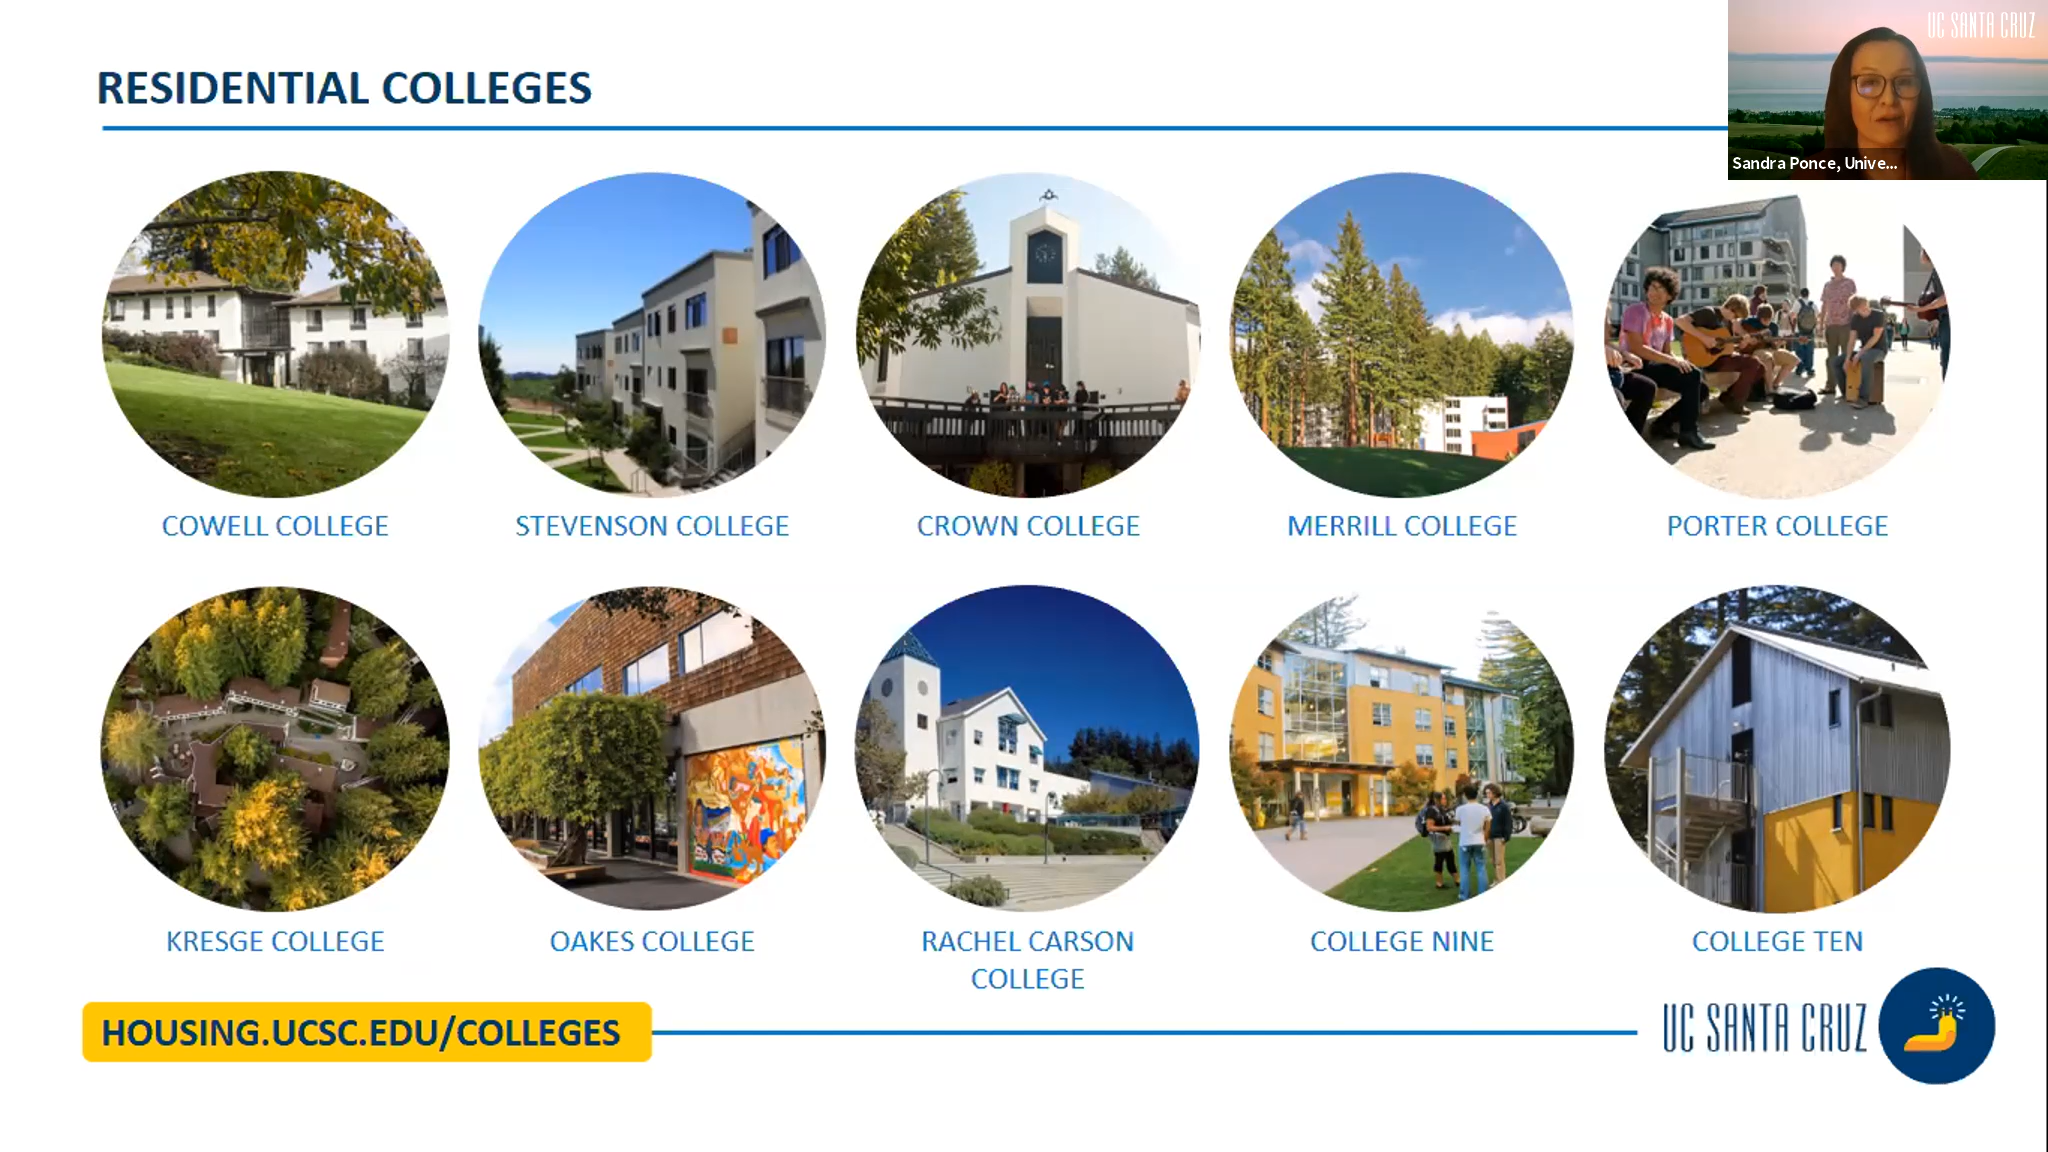 RESIDENTIAL COLLEGES
UC SANTA CRUZ
Sandra Ponce, Unive...
COWELL COLLEGE
STEVENSON COLLEGE
CROWN COLLEGE
MERRILL COLLEGE
PORTER COLLEGE
KRESGE COLLEGE
OAKES COLLEGE
RACHEL CARSON
COLLEGE
COLLEGE NINE
COLLEGE TEN
HOUSING.UCSC.EDU/COLLEGES
UC SANTA CRUZ